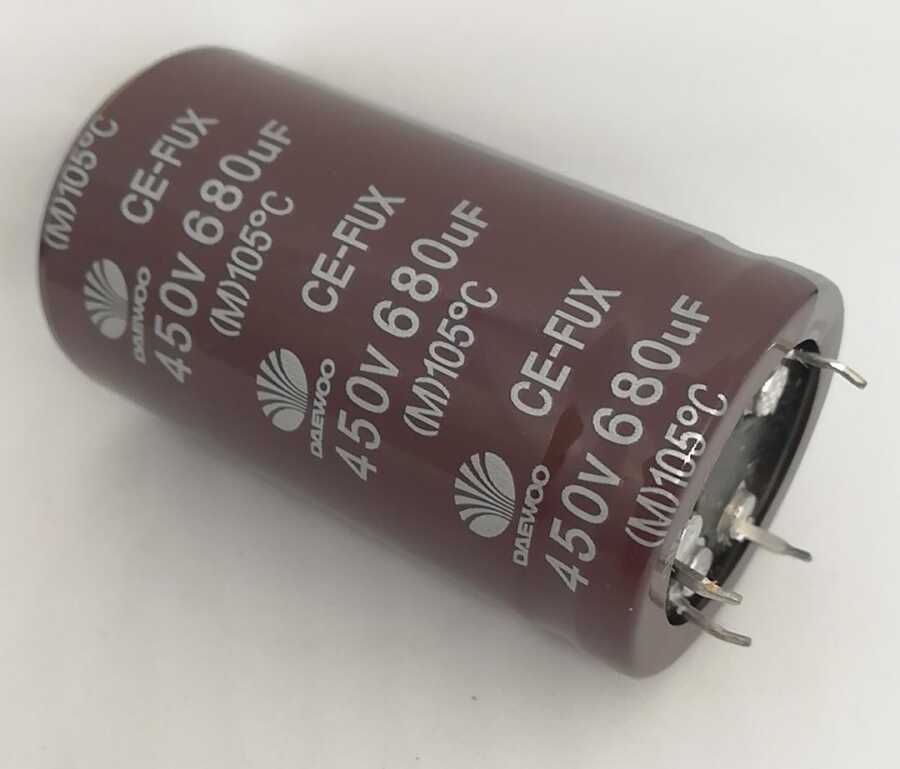 (M)105°C
CE-FUX
DAEWOO
450V 680uF
(M)105°C
CE-FUX
DAEWOO
450V 680uF
(M)105°C
CE-FUX
DAEWOO
450V 680uF
(M)105°C